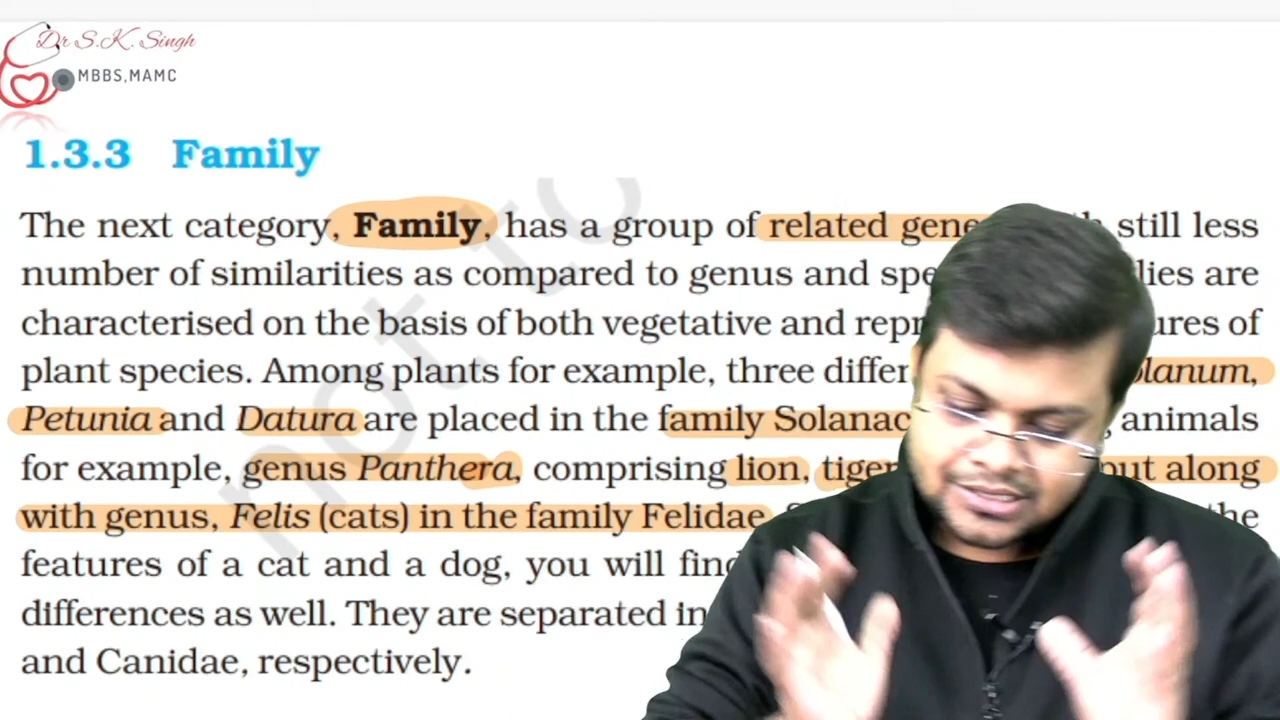 Dr S.K. Singh
MBBS,MAMC
1.3.3 Family
The next category, Family, has a group of related gene still less
number of similarities as compared to genus and spe lies are
characterised on the basis of both vegetative and repr ures of
plant species. Among plants for example, three differ olanum,
Petunia and Datura are placed in the family Solanac animals
for example, genus Panthera, comprising lion, tiger put along
with genus, Felis (cats) in the family Felidae. the
features of a cat and a dog, you will find
differences as well. They are separated in
and Canidae, respectively.
not to